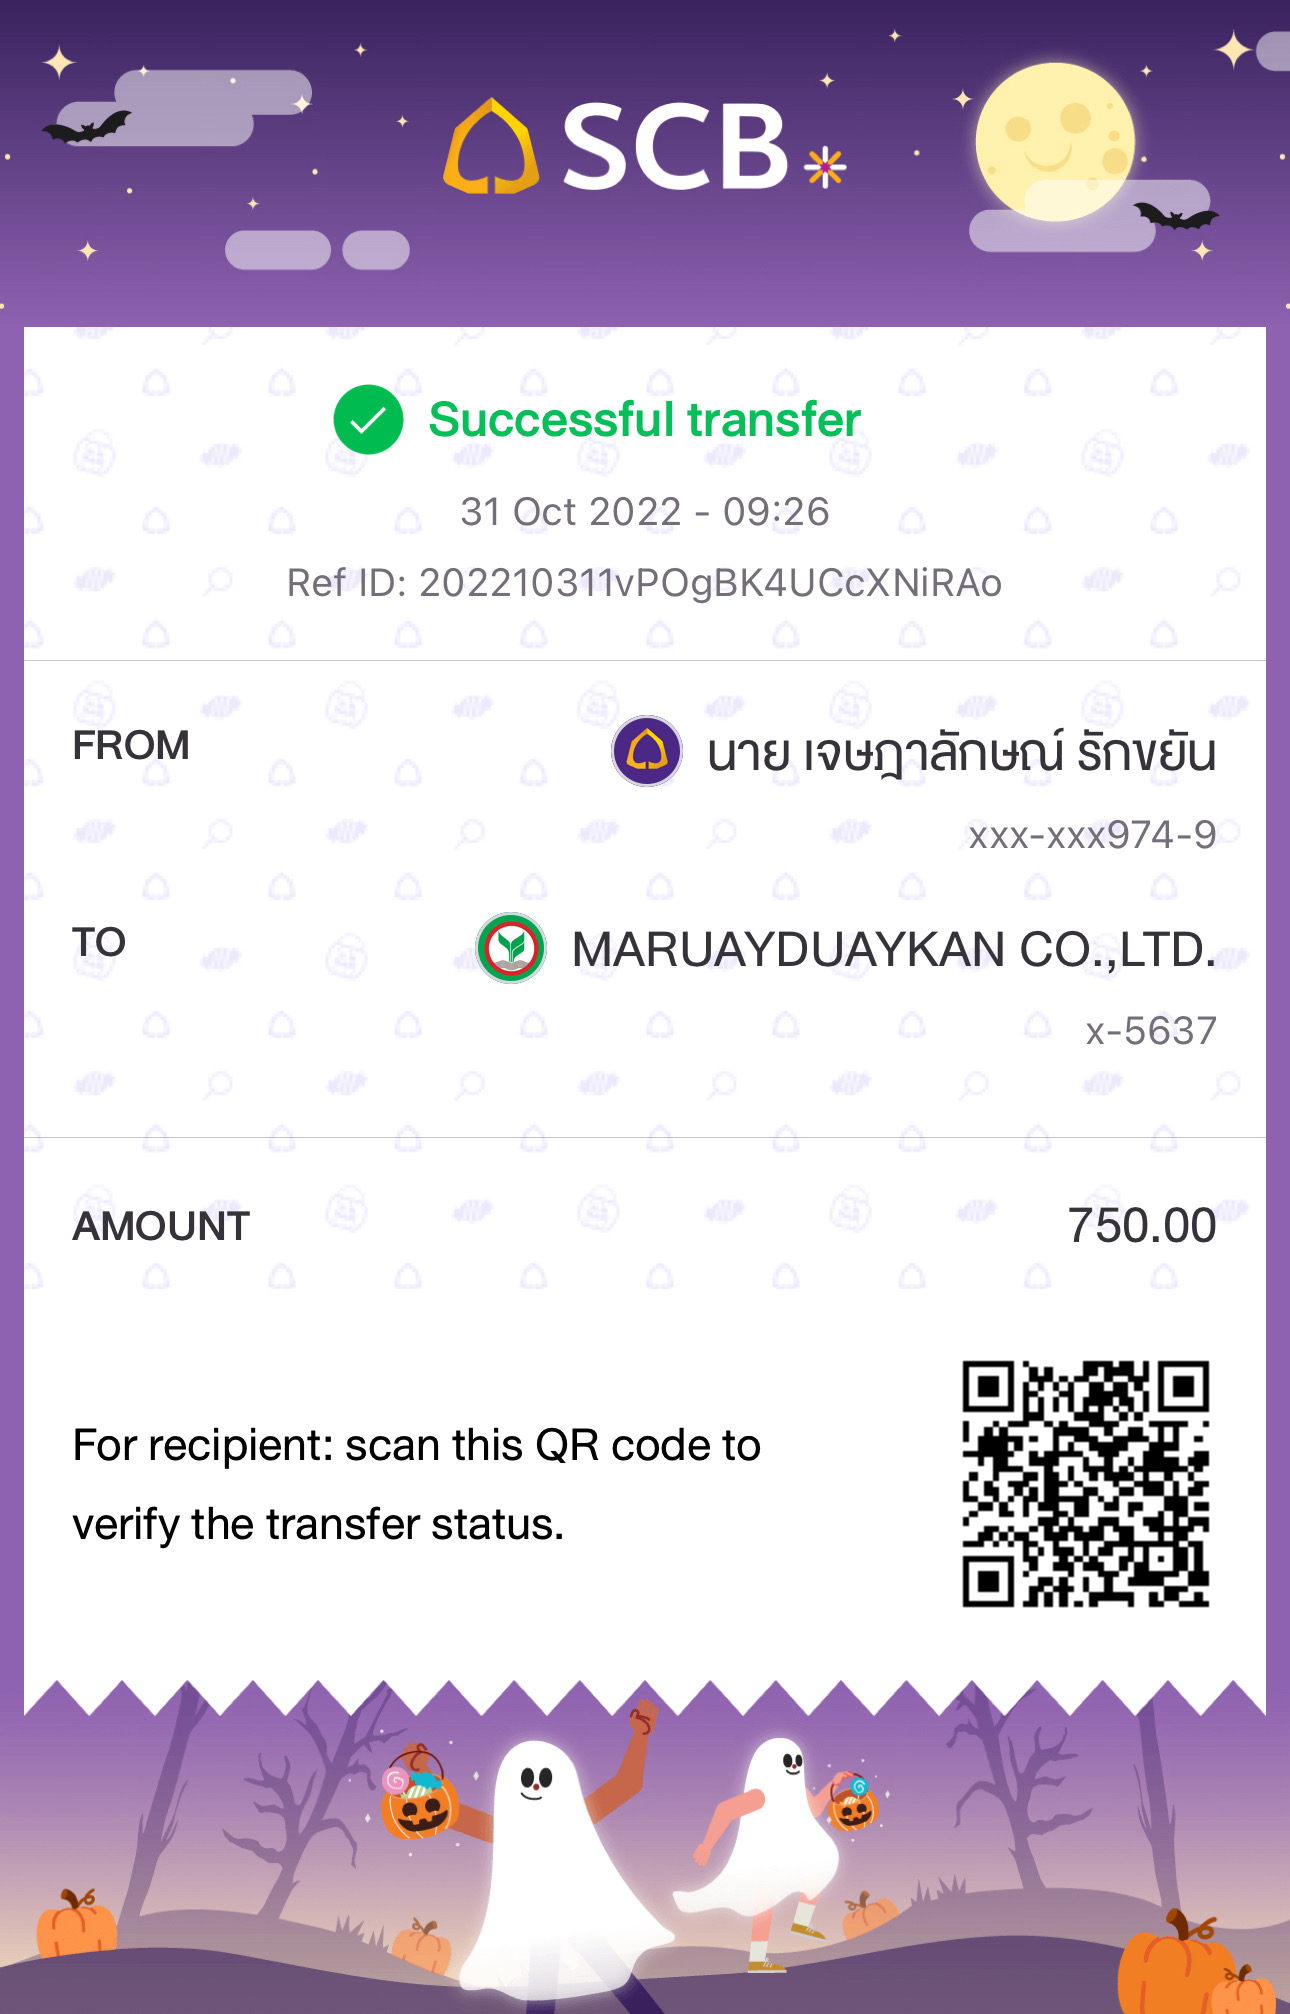 SCB
Successful transfer
31 Oct 2022 - 09:26
Ref ID: 202210311vPOgBK4UCcXNiRAo
FROM
นาย เจษฎาลักษณ์ รักขยัน
xxx-xxx974-9
TO
MARUAYDUAYKAN CO.,LTD.
x-5637
AMOUNT
750.00
For recipient: scan this QR code to
verify the transfer status.